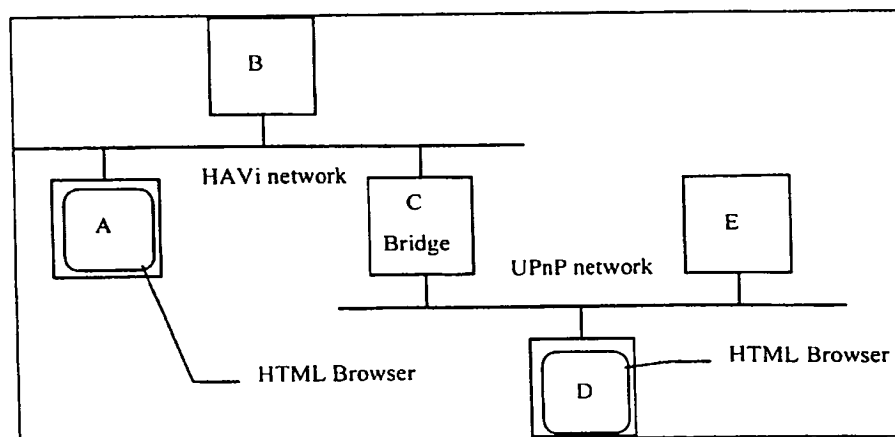 B
HAVi network
A
C
Bridge
E
UPnP network
HTML Browser
HTML Browser
D